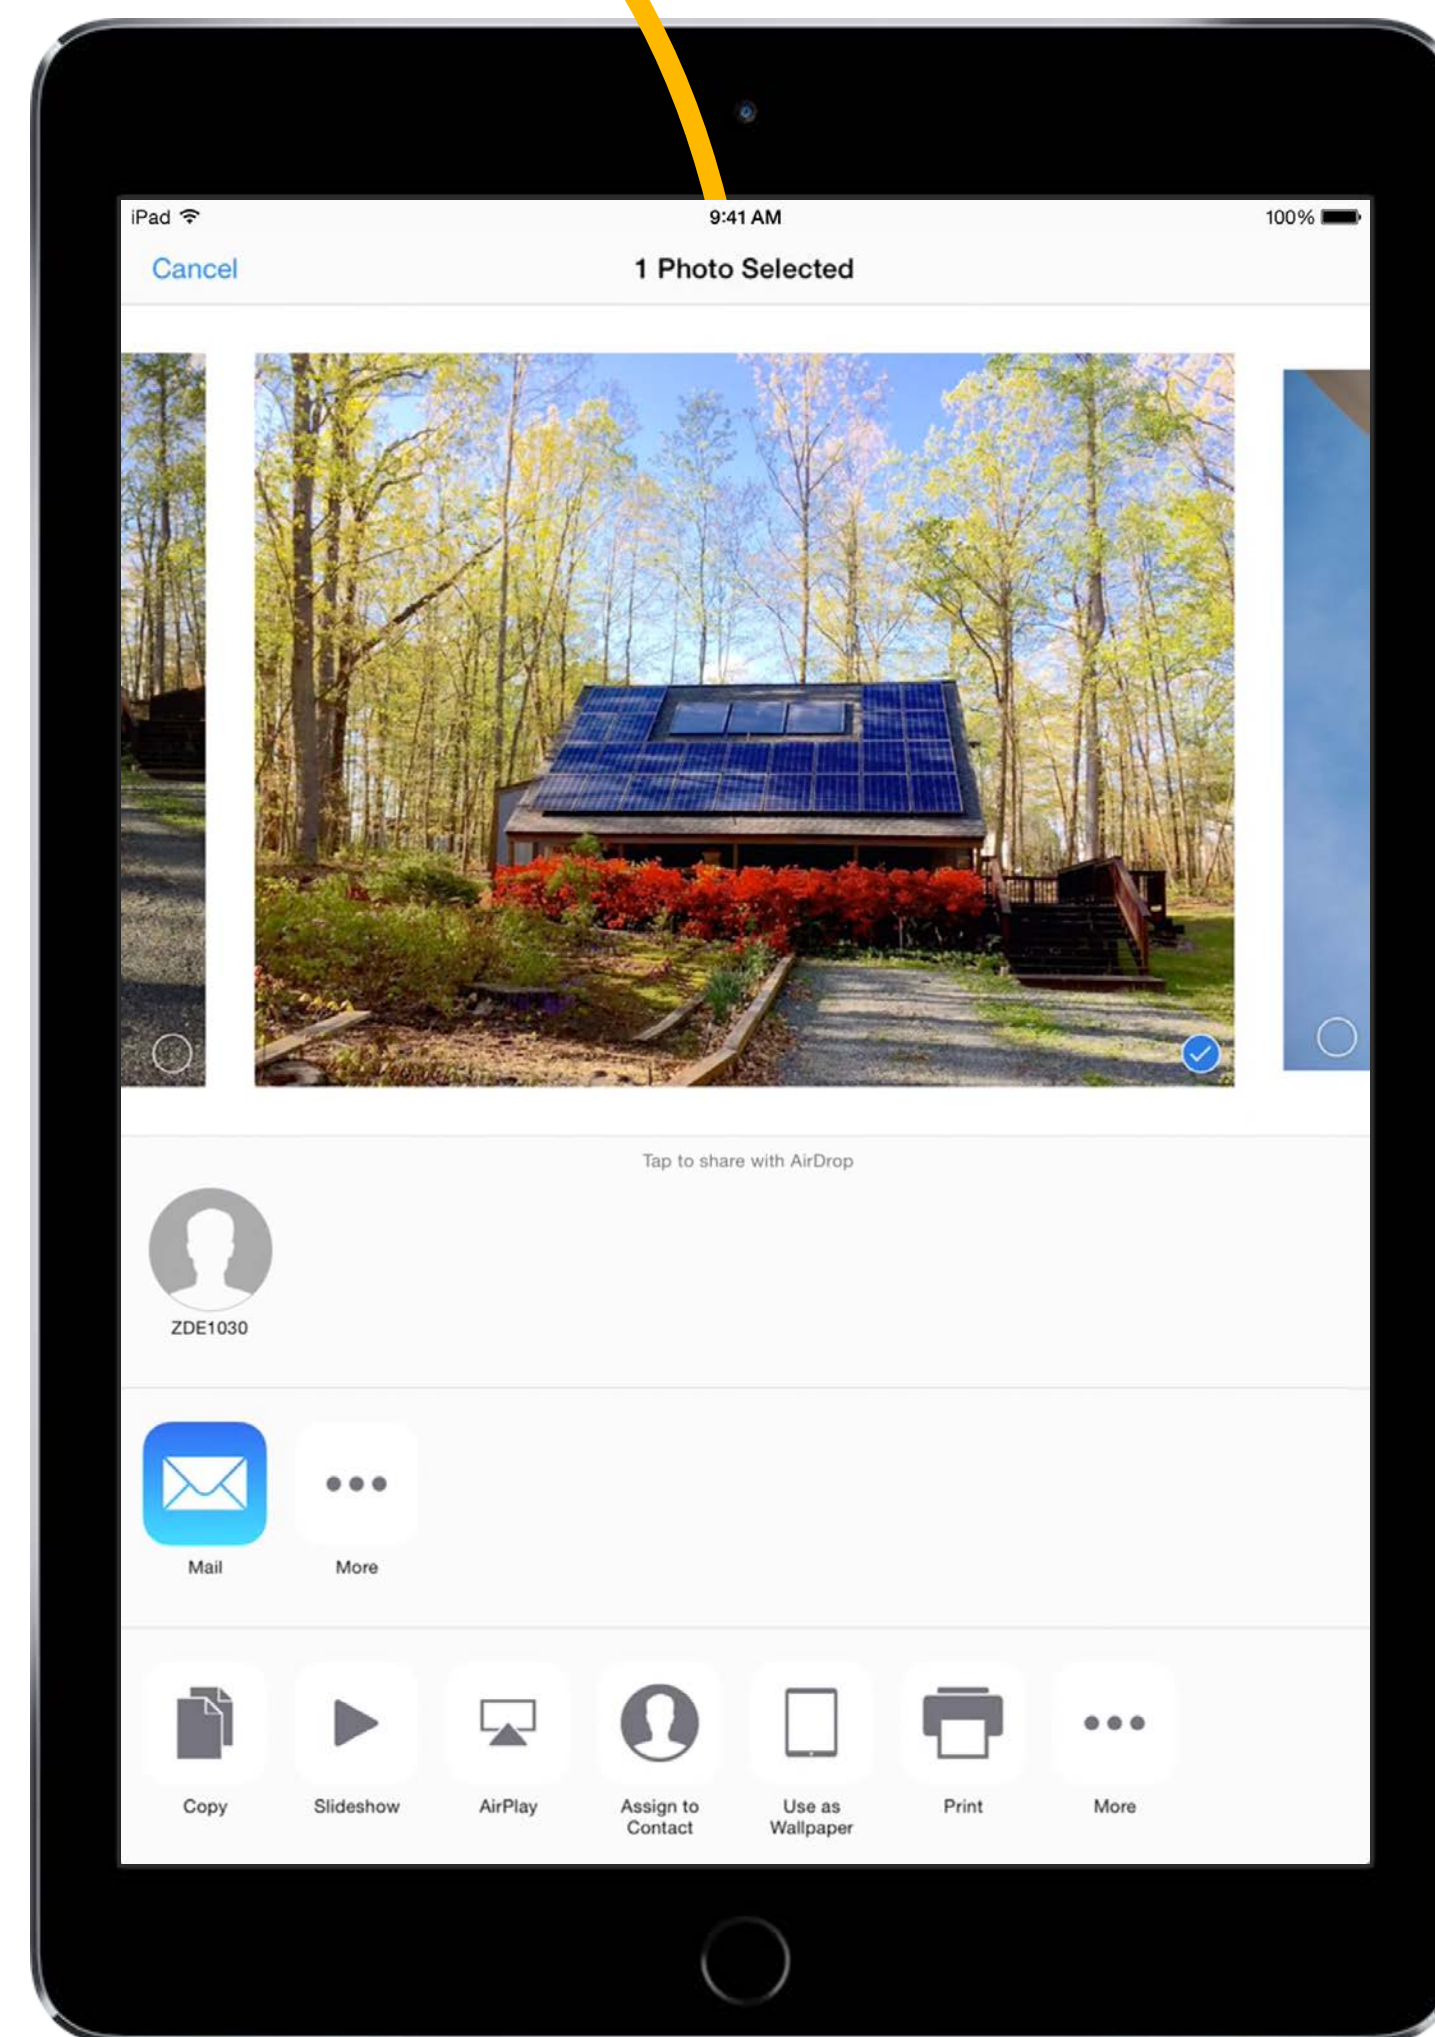 iPad 9:41 AM 100%
Cancel 1 Photo Selected
Tap to share with AirDrop
ZDE1030
Mail More
Copy Slideshow AirPlay Assign to Contact Use as Wallpaper Print More